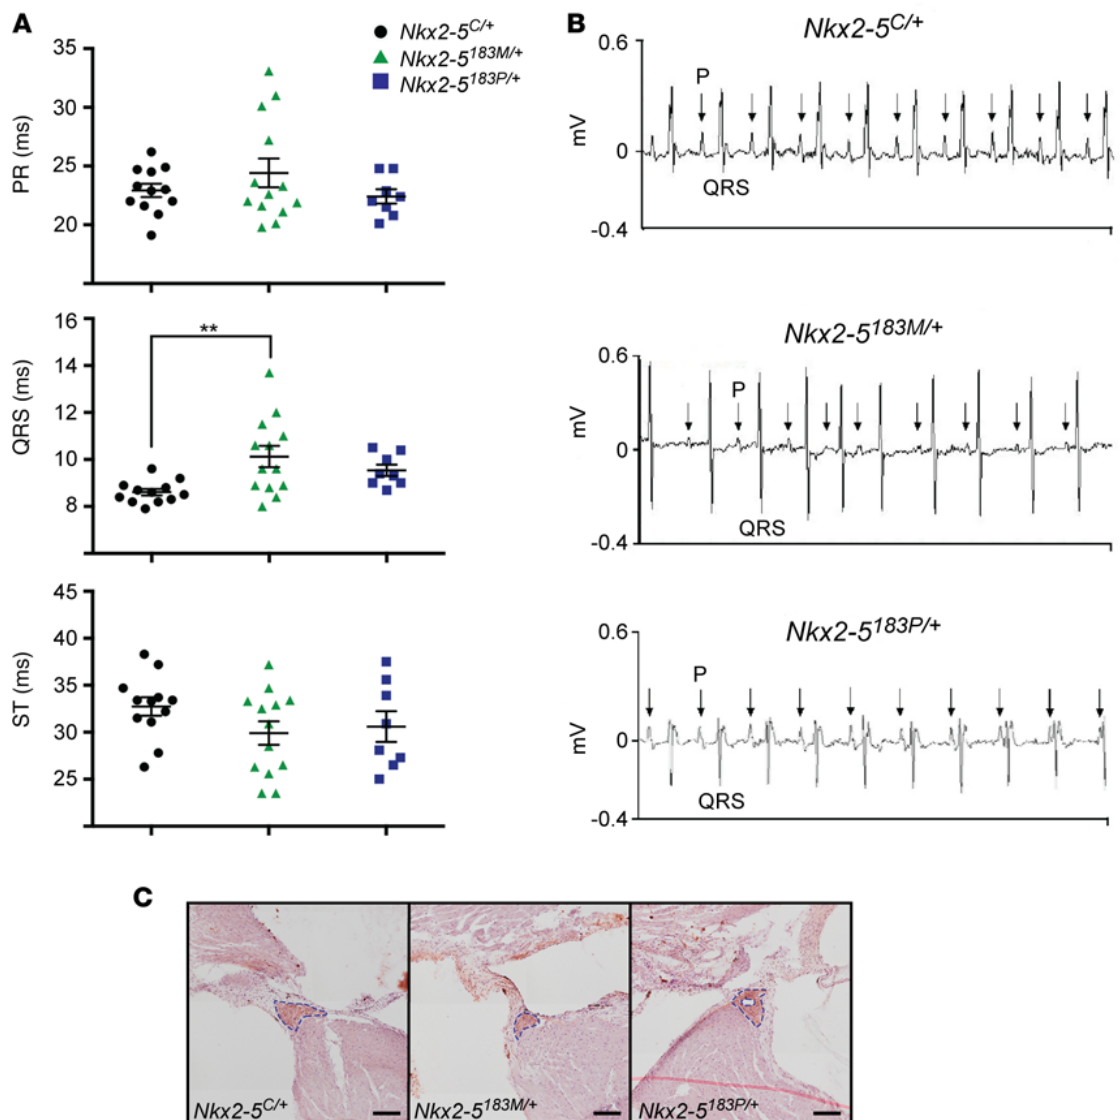 A
Nkx2-5C/+
Nkx2-5183M/+
Nkx2-5183P/+
35
30
25
20
PR (ms)
16
14
12
10
8
QRS (ms)
**
45
40
35
30
25
ST (ms)
B
Nkx2-5C/+
0.6
0
-0.4
mV
P
QRS
Nkx2-5183M/+
0.6
0
-0.4
mV
P
QRS
Nkx2-5183P/+
0.6
0
-0.4
mV
P
QRS
C
Nkx2-5C/+
Nkx2-5183M/+
Nkx2-5183P/+